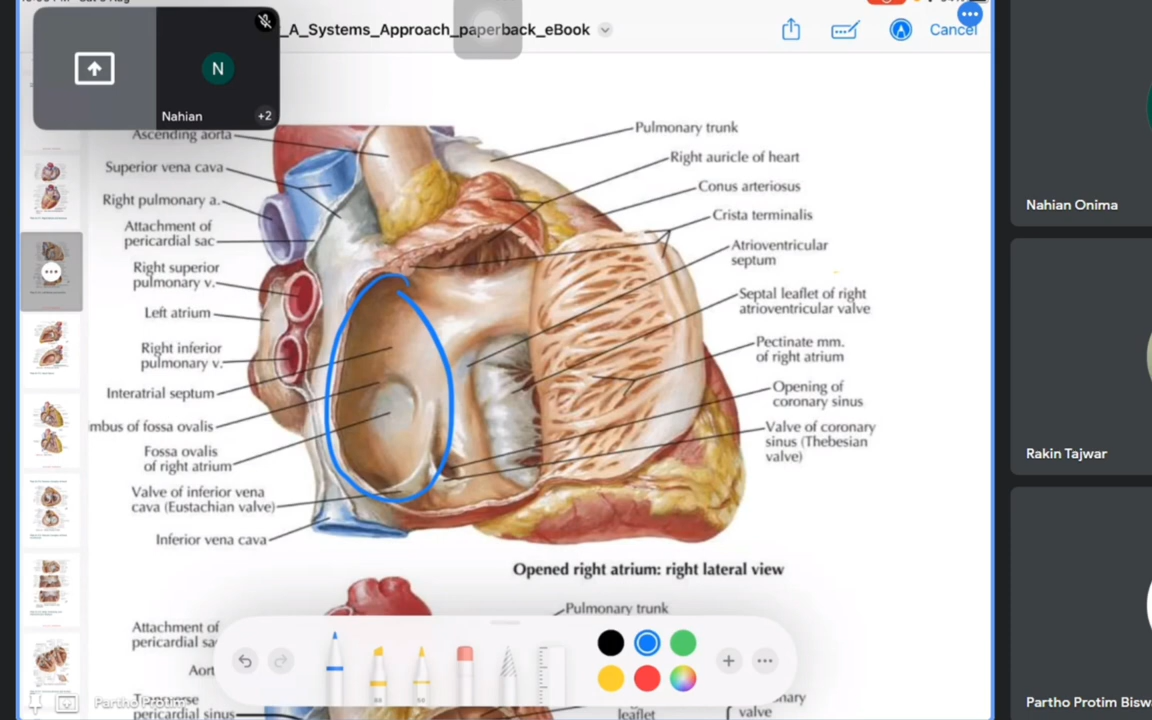 _A_Systems_Approach_paperback_eBook
Cancel
N
Nahian
+2
Ascending aorta
Superior vena cava
Right pulmonary a.
Attachment of
pericardial sac
Right superior
pulmonary v.
Left atrium
Right inferior
pulmonary v.
Interatrial septum
mbus of fossa ovalis
Fossa ovalis
of right atrium
Valve of inferior vena
cava (Eustachian valve)
Inferior vena cava
Pulmonary trunk
Right auricle of heart
Conus arteriosus
Crista terminalis
Atrioventricular
septum
Septal leaflet of right
atrioventricular valve
Pectinate mm.
of right atrium
Opening of
coronary sinus
Valve of coronary
sinus (Thebesian
valve)
Opened right atrium: right lateral view
Attachment of
pericardial sa
Aort
Transverse
pericardial sinus
Pulmonary trunk
leaflet
nary
valve
Partho Protim
Nahian Onima
Rakin Tajwar
Partho Protim Bisw